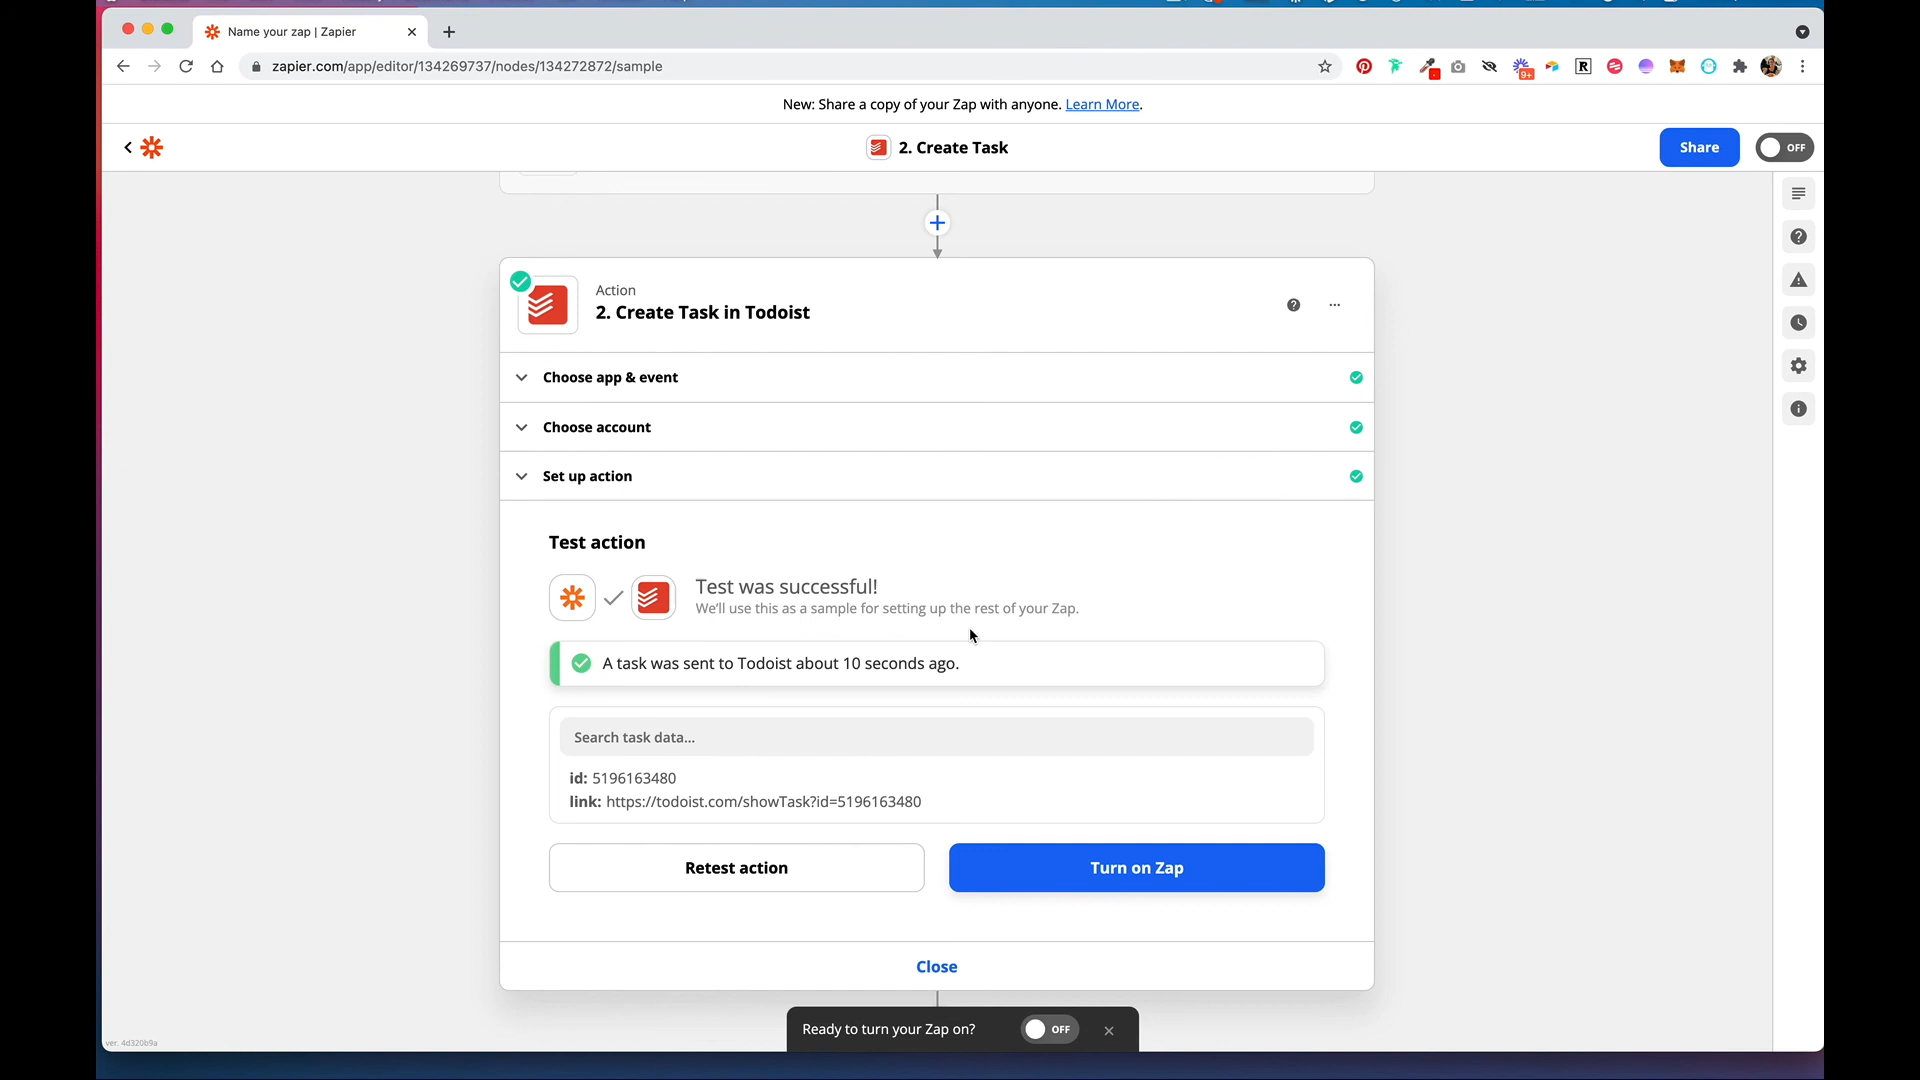 Name your zap | Zapier
zapier.com/app/editor/134269737/nodes/134272872/sample
9+
R
New: Share a copy of your Zap with anyone. Learn More.
2. Create Task
Share
OFF
Action
2. Create Task in Todoist
Choose app & event
Choose account
Set up action
Test action
Test was successful!
We'll use this as a sample for setting up the rest of your Zap.
A task was sent to Todoist about 10 seconds ago.
Search task data...
id: 5196163480
link: https://todoist.com/showTask?id=5196163480
Retest action
Turn on Zap
Close
Ready to turn your Zap on?
OFF
ver. 4d320b9a